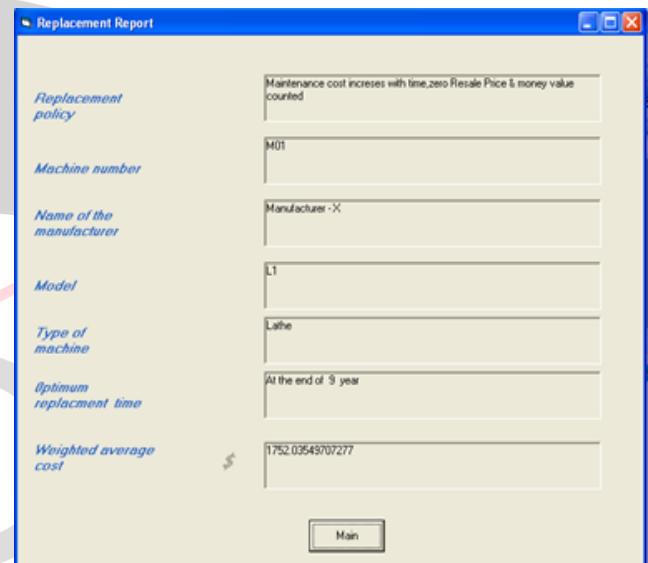 Replacement Report
Replacement
policy
Maintenance cost increses with time,zero Resale Price & money value
counted
Machine number
M01
Name of the
manufacturer
Manufacturer - X
Model
L1
Type of
machine
Lathe
Optimum
replacment time
At the end of 9 year
Weighted average
cost
$
1752.03549707277
Main